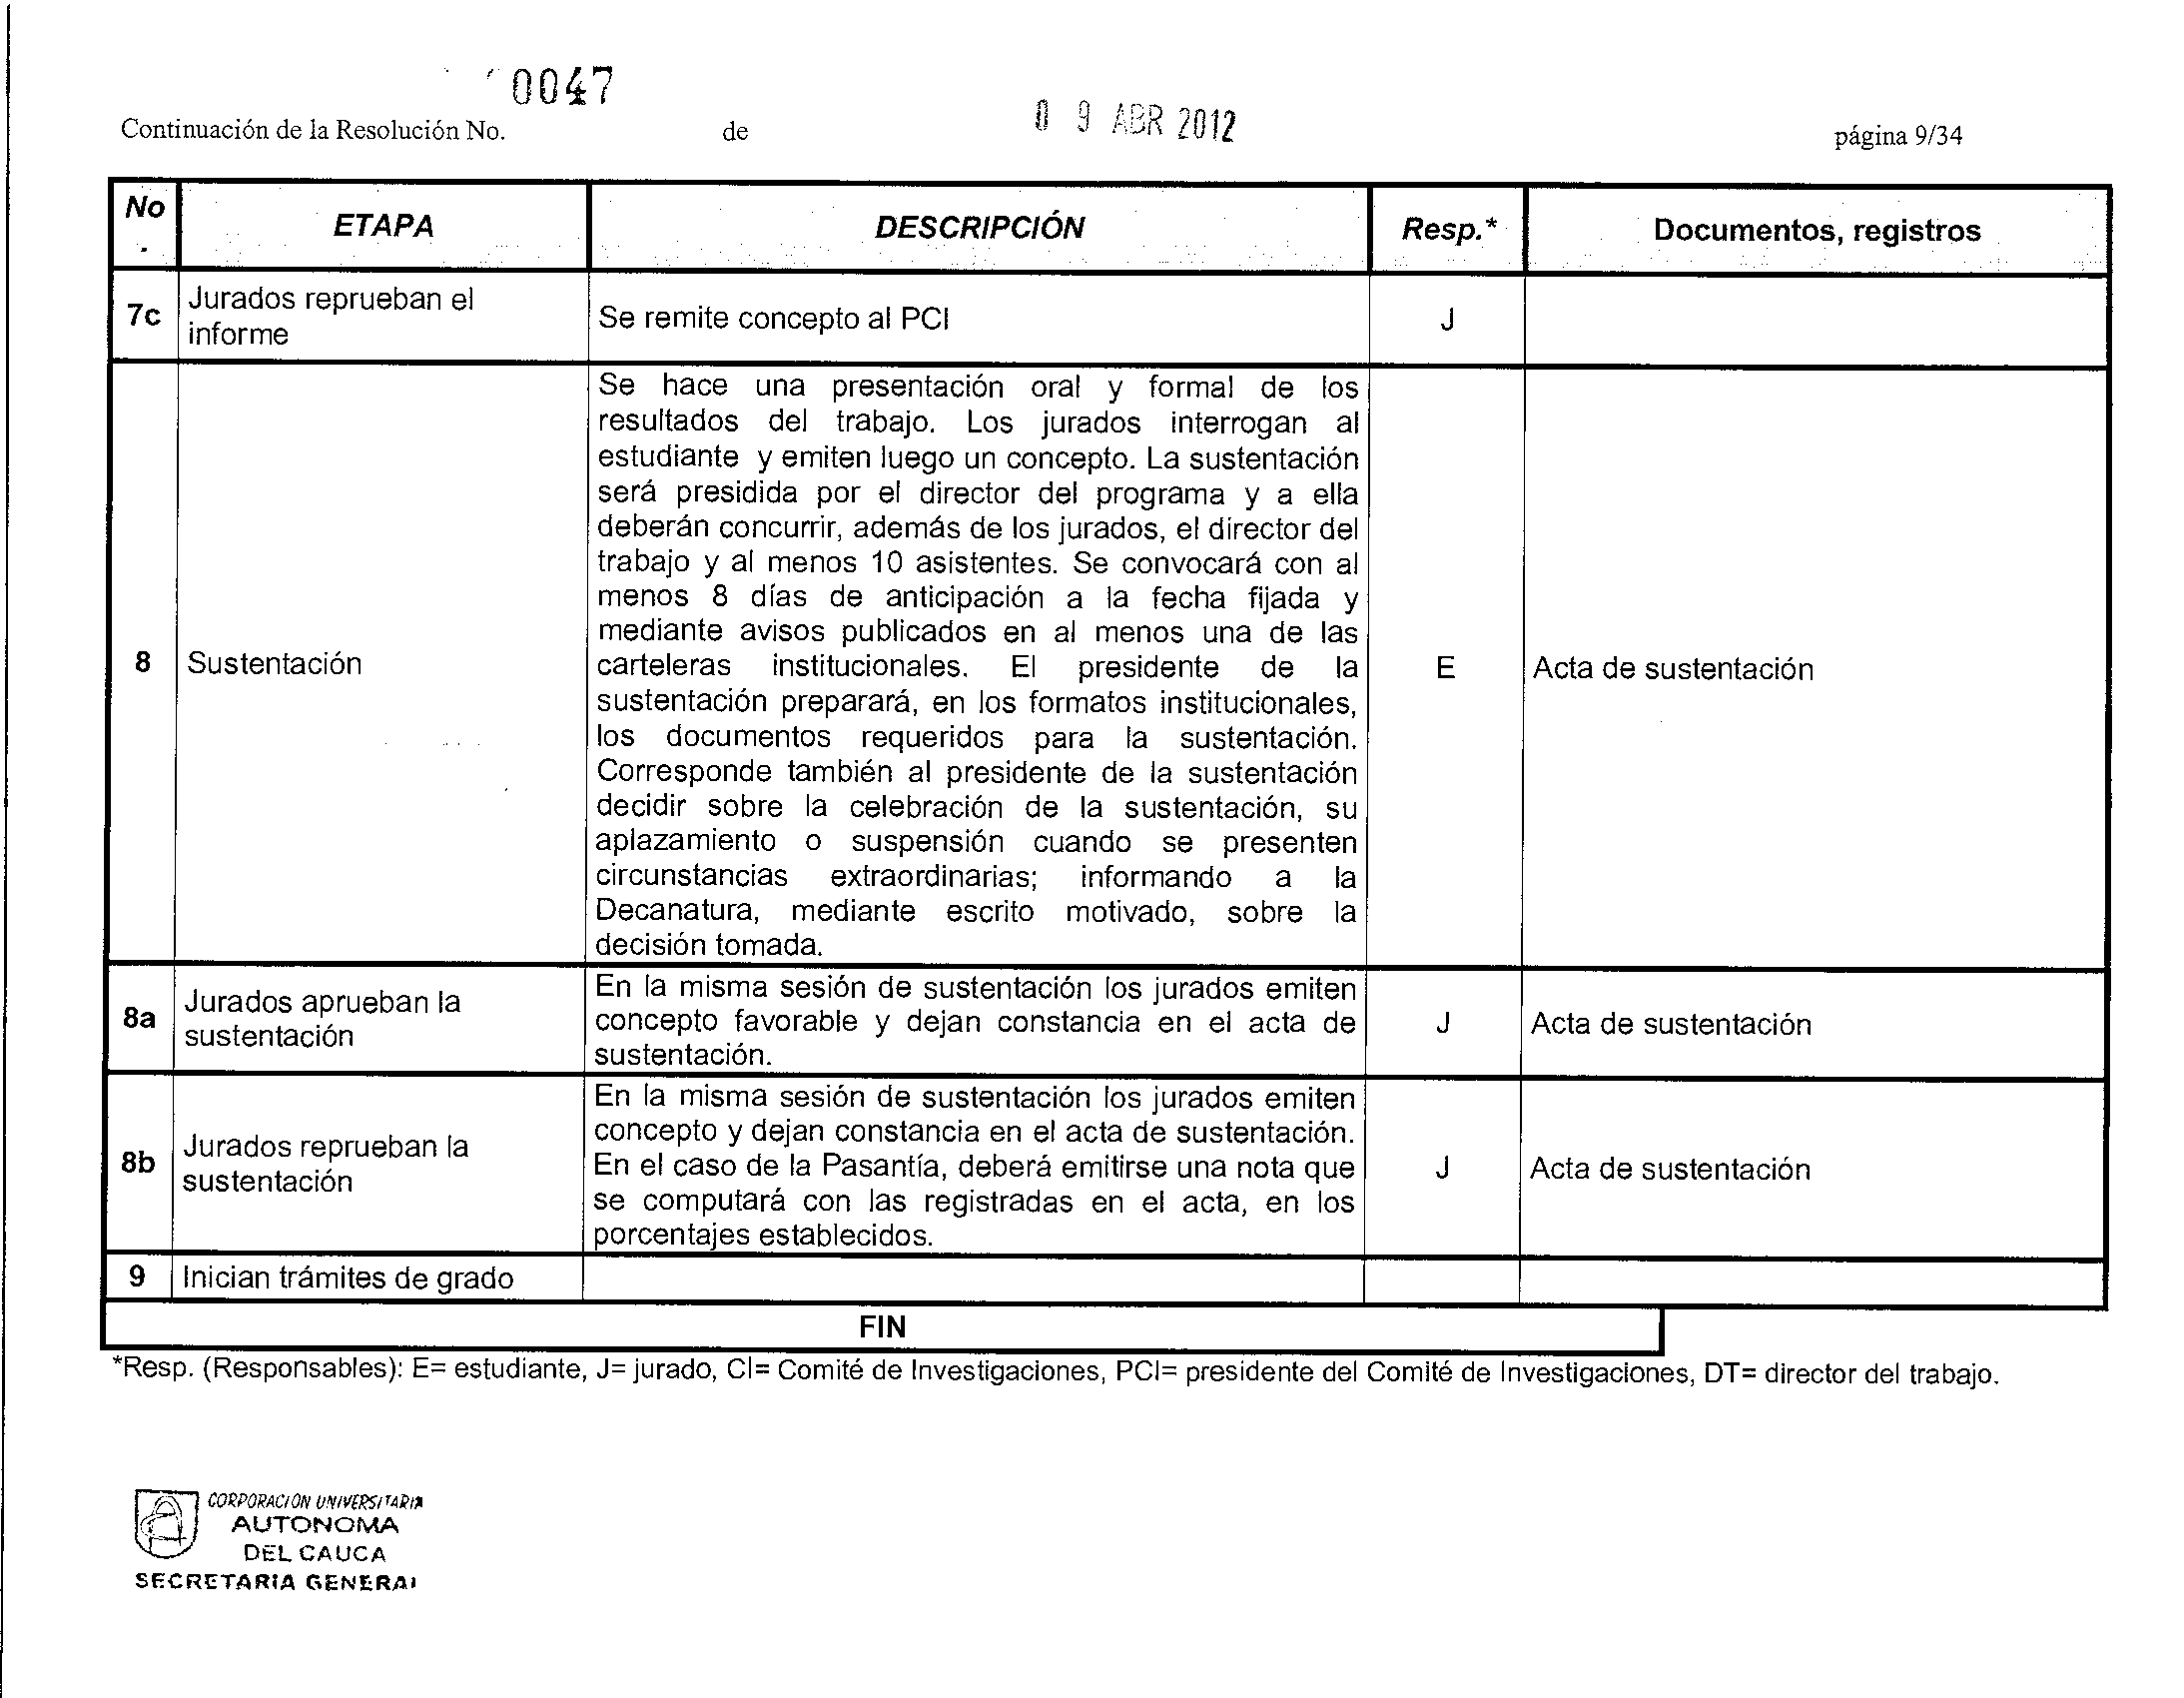 0047
Continuación de la Resolución No. de 09 ABR 2012 página 9/34
No. ETAPA DESCRIPCIÓN Resp.* Documentos, registros
7c Jurados reprueban el informe Se remite concepto al PCI J
Se hace una presentación oral y formal de los
resultados del trabajo. Los jurados interrogan al
estudiante y emiten luego un concepto. La sustentación
será presidida por el director del programa y a ella
deberán concurrir, además de los jurados, el director del
trabajo y al menos 10 asistentes. Se convocará con al
menos 8 días de anticipación a la fecha fijada y
mediante avisos publicados en al menos una de las
8 Sustentación carteleras institucionales. El presidente de la E Acta de sustentación
sustentación preparará, en los formatos institucionales,
los documentos requeridos para la sustentación.
Corresponde también al presidente de la sustentación
decidir sobre la celebración de la sustentación, su
aplazamiento o suspensión cuando se presenten
circunstancias extraordinarias; informando a la
Decanatura, mediante escrito motivado, sobre la
decisión tomada.
8a Jurados aprueban la sustentación
En la misma sesión de sustentación los jurados emiten
concepto favorable y dejan constancia en el acta de J Acta de sustentación
sustentación.
8b Jurados reprueban la sustentación
En la misma sesión de sustentación los jurados emiten
concepto y dejan constancia en el acta de sustentación.
En el caso de la Pasantía, deberá emitirse una nota que J Acta de sustentación
se computará con las registradas en el acta, en los
porcentajes establecidos.
9 Inician trámites de grado
FIN
*Resp. (Responsables): E= estudiante, J= jurado, CI= Comité de Investigaciones, PCI= presidente del Comité de Investigaciones, DT= director del trabajo.
CORPORACION UNIVERSITARIA
AUTONOMA
DEL CAUCA
SECRETARIA GENERAL